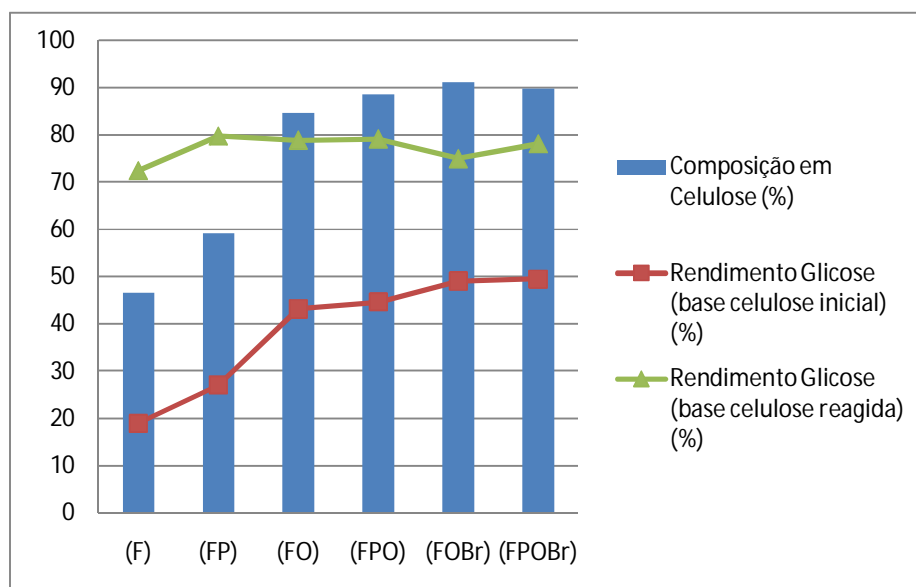 100
90
80
70
60
50
40
30
20
10
0
(F) (FP) (FO) (FPO) (FOBr) (FPOBr)
Composição em
Celulose (%)
Rendimento Glicose
(base celulose inicial)
(%)
Rendimento Glicose
(base celulose reagida)
(%)